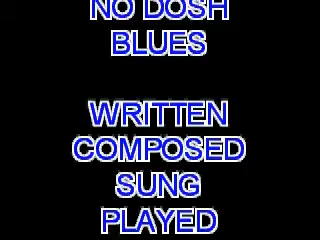 NO DOSH
BLUES
WRITTEN
COMPOSED
SUNG
PLAYED